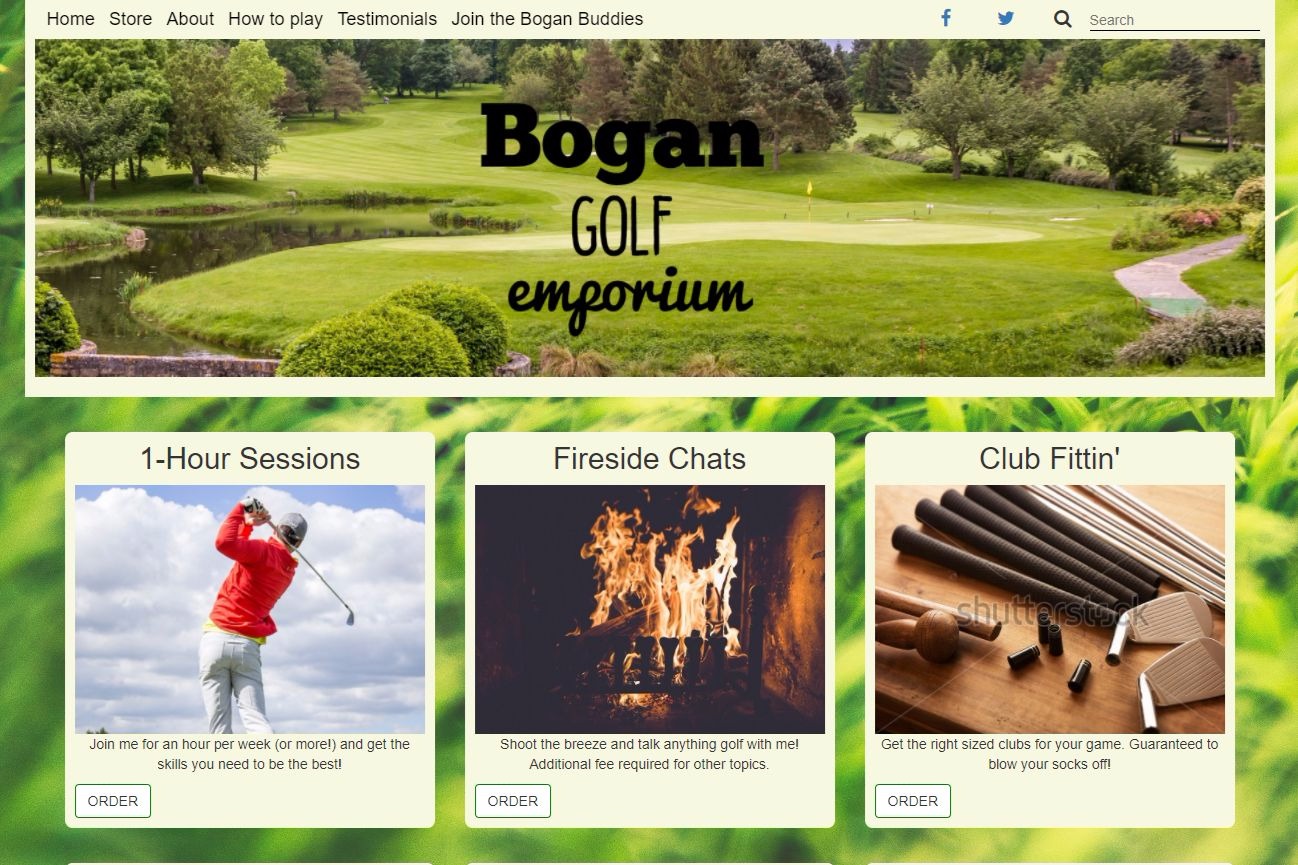 Home Store About How to play Testimonials Join the Bogan Buddies Search
Bogan
GOLF
emporium
1-Hour Sessions
Join me for an hour per week (or more!) and get the
skills you need to be the best!
ORDER
Fireside Chats
Shoot the breeze and talk anything golf with me!
Additional fee required for other topics.
ORDER
Club Fittin'
shutterstock
Get the right sized clubs for your game. Guaranteed to
blow your socks off!
ORDER